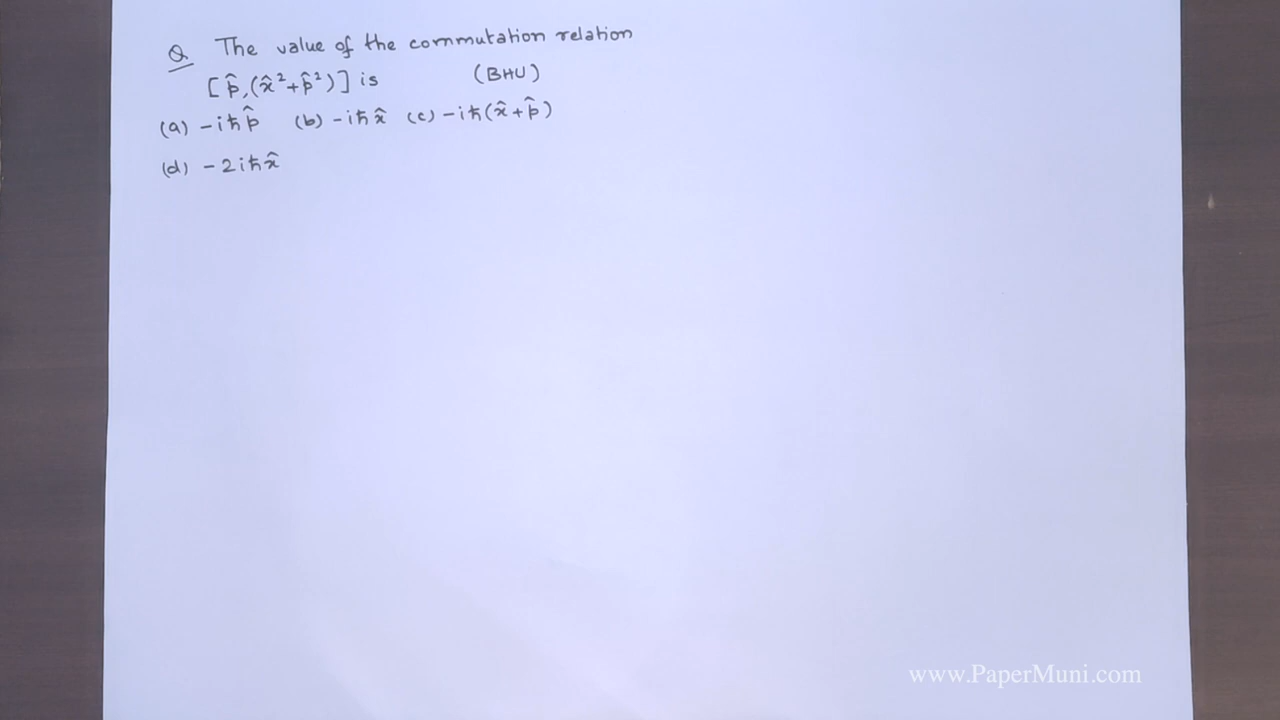 Q. The value of the commutation relation
[p̂,(x̂²+p̂²)] is (BHU)
(a) -iħp̂ (b) -iħx̂ (c) -iħ(x̂+p̂)
(d) -2iħx̂
www.PaperMuni.com